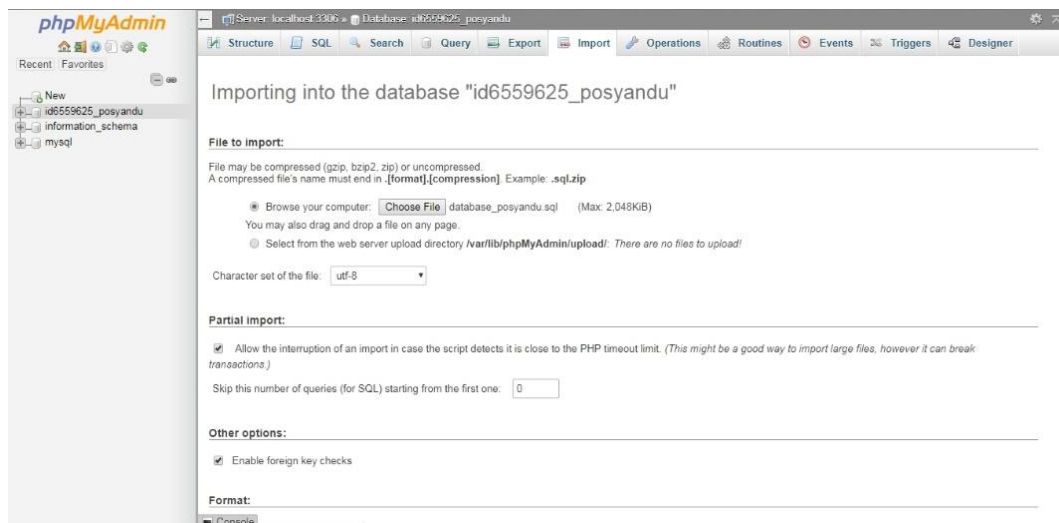 phpMyAdmin
Recent Favorites
New
id6559625_posyandu
information_schema
mysql
Server: localhost:3306 » Database: id6559625_posyandu
Structure SQL Search Query Export Import Operations Routines Events Triggers Designer
Importing into the database "id6559625_posyandu"
File to import:
File may be compressed (gzip, bzip2, zip) or uncompressed.
A compressed file's name must end in .[format].[compression]. Example: .sql.zip
Browse your computer: Choose File database_posyandu.sql (Max: 2,048KiB)
You may also drag and drop a file on any page.
Select from the web server upload directory /var/lib/phpMyAdmin/upload/: There are no files to upload!
Character set of the file: utf-8
Partial import:
Allow the interruption of an import in case the script detects it is close to the PHP timeout limit. (This might be a good way to import large files, however it can break
transactions.)
Skip this number of queries (for SQL) starting from the first one: 0
Other options:
Enable foreign key checks
Format:
Console